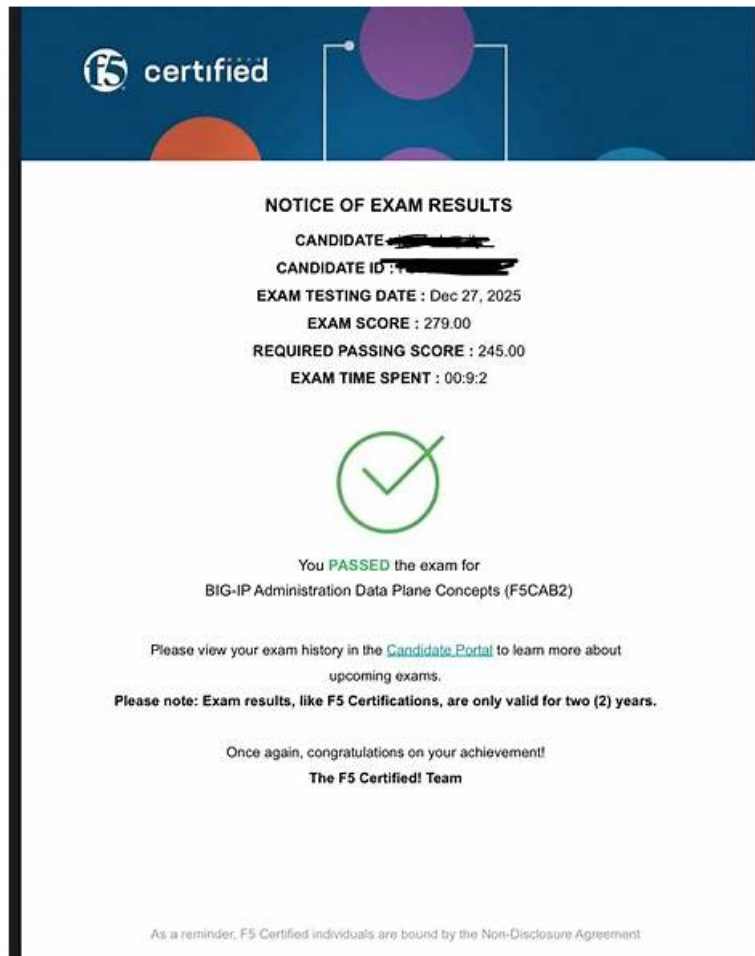 f5 certified
NOTICE OF EXAM RESULTS
CANDIDATE
CANDIDATE ID :
EXAM TESTING DATE : Dec 27, 2025
EXAM SCORE : 279.00
REQUIRED PASSING SCORE : 245.00
EXAM TIME SPENT : 00:9:2
You PASSED the exam for
BIG-IP Administration Data Plane Concepts (F5CAB2)
Please view your exam history in the Candidate Portal to learn more about
upcoming exams.
Please note: Exam results, like F5 Certifications, are only valid for two (2) years.
Once again, congratulations on your achievement!
The F5 Certified! Team
As a reminder, F5 Certified individuals are bound by the Non-Disclosure Agreement